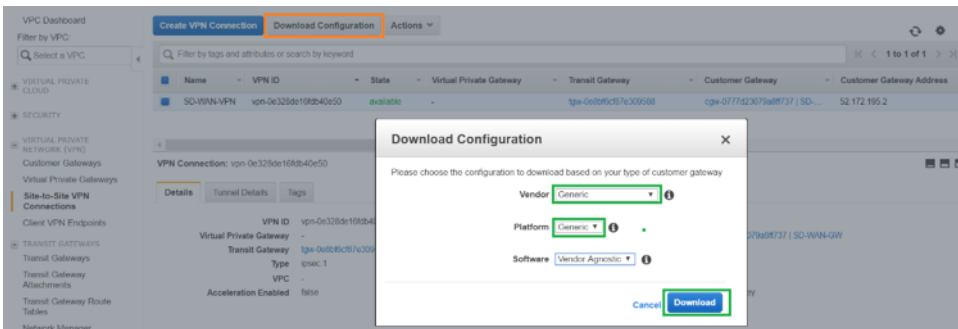 VPC Dashboard
Filter by VPC:
Select a VPC
VIRTUAL PRIVATE
CLOUD
SECURITY
VIRTUAL PRIVATE
NETWORK (VPN)
Customer Gateways
Virtual Private Gateways
Site-to-Site VPN
Connections
Client VPN Endpoints
TRANSIT GATEWAYS
Transit Gateways
Transit Gateway
Attachments
Transit Gateway Route
Tables
Network Manager
Create VPN Connection Download Configuration Actions
Filter by tags and attributes or search by keyword
1 to 1 of 1
Name VPN ID State Virtual Private Gateway Transit Gateway Customer Gateway Customer Gateway Address
SD-WAN-VPN vpn-0e328de16fdb40e50 available - 52.172.195.2
VPN Connection: vpn-0e328de16fdb40e50
Details Tunnel Details Tags
VPN ID
Virtual Private Gateway -
Transit Gateway
Type ipsec.1
VPC -
Acceleration Enabled false
| SD-WAN-GW
Download Configuration
Please choose the configuration to download based on your type of customer gateway
Vendor Generic
Platform Generic
Software Vendor Agnostic
Cancel Download